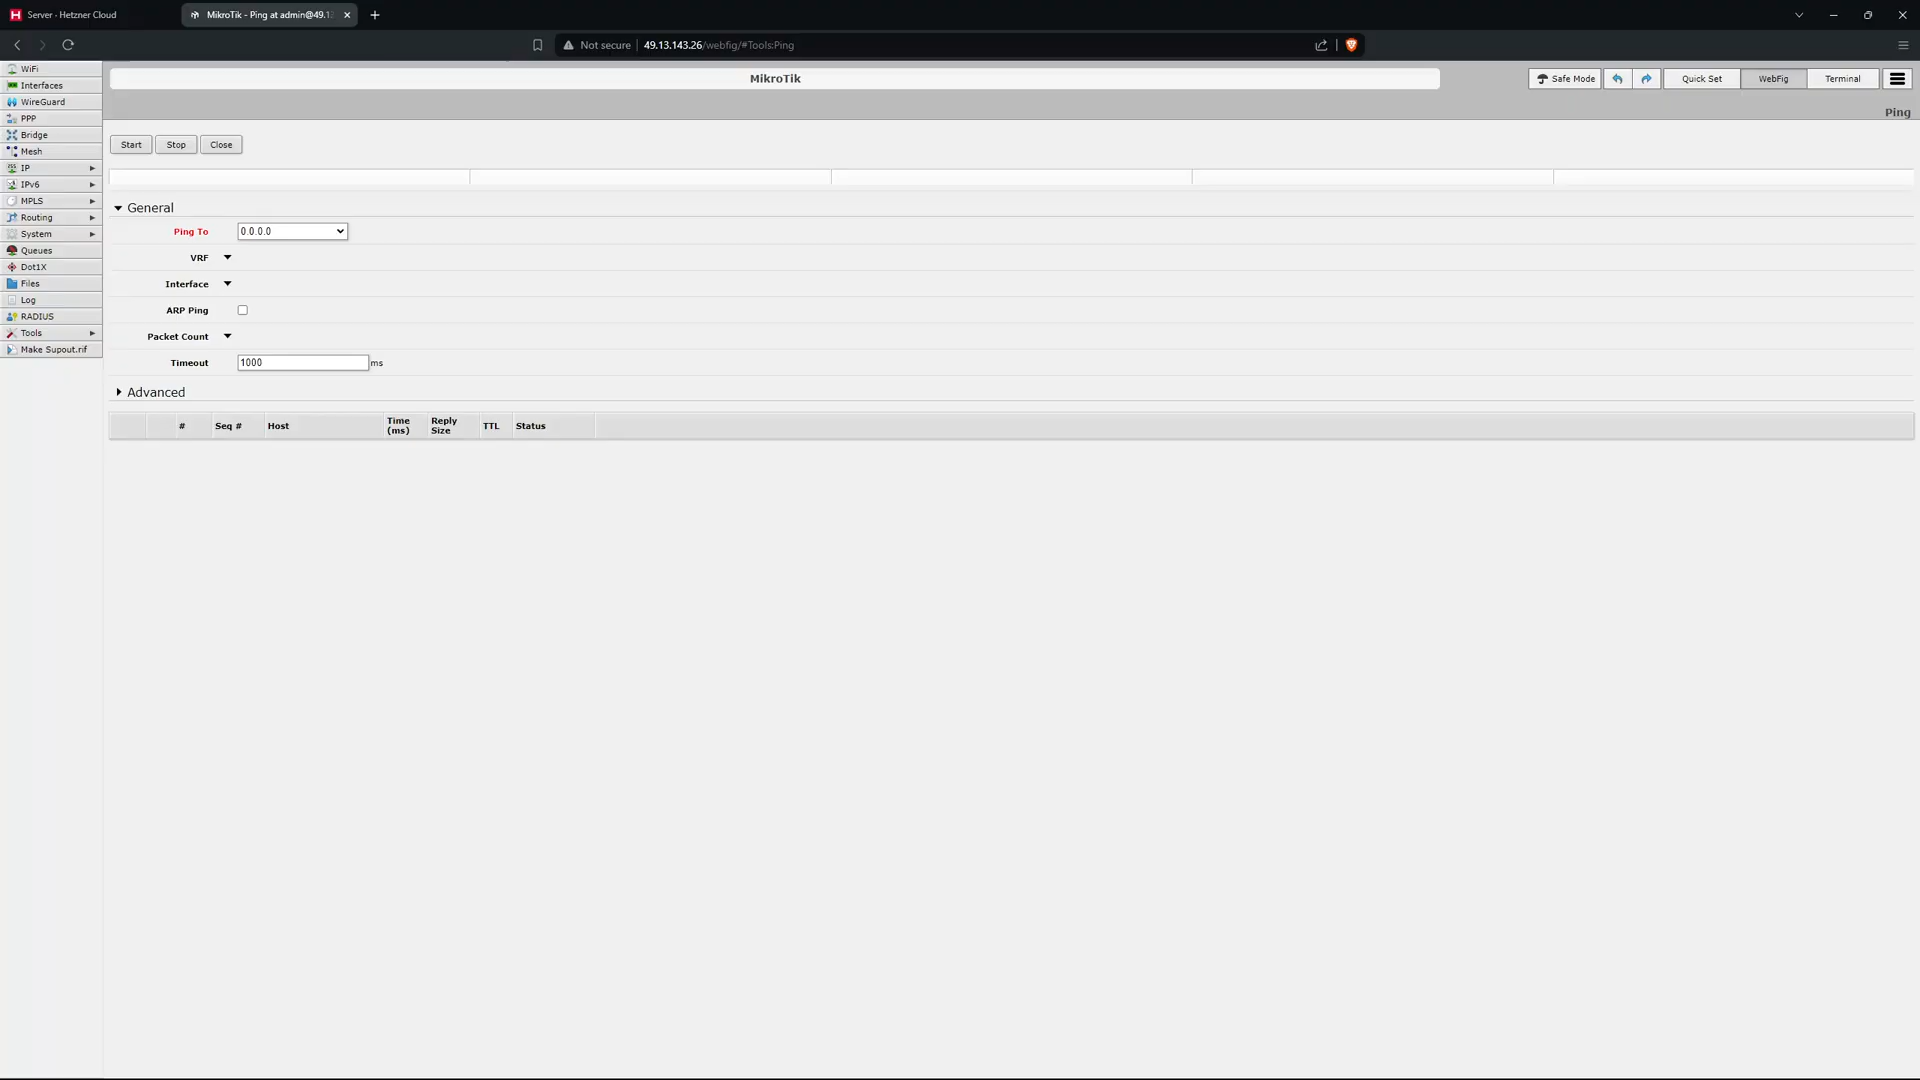 Server - Hetzner Cloud
MikroTik - Ping at admin@49.1
Not secure
49.13.143.26/webfig/#Tools:Ping
WiFi
Interfaces
WireGuard
PPP
Bridge
Mesh
IP
IPv6
MPLS
Routing
System
Queues
Dot1X
Files
Log
RADIUS
Tools
Make Supout.rif
MikroTik
Safe Mode
Quick Set
WebFig
Terminal
Ping
Start
Stop
Close
General
Ping To
0.0.0.0
VRF
Interface
ARP Ping
Packet Count
Timeout
1000
ms
Advanced
#
Seq #
Host
Time (ms)
Reply Size
TTL
Status